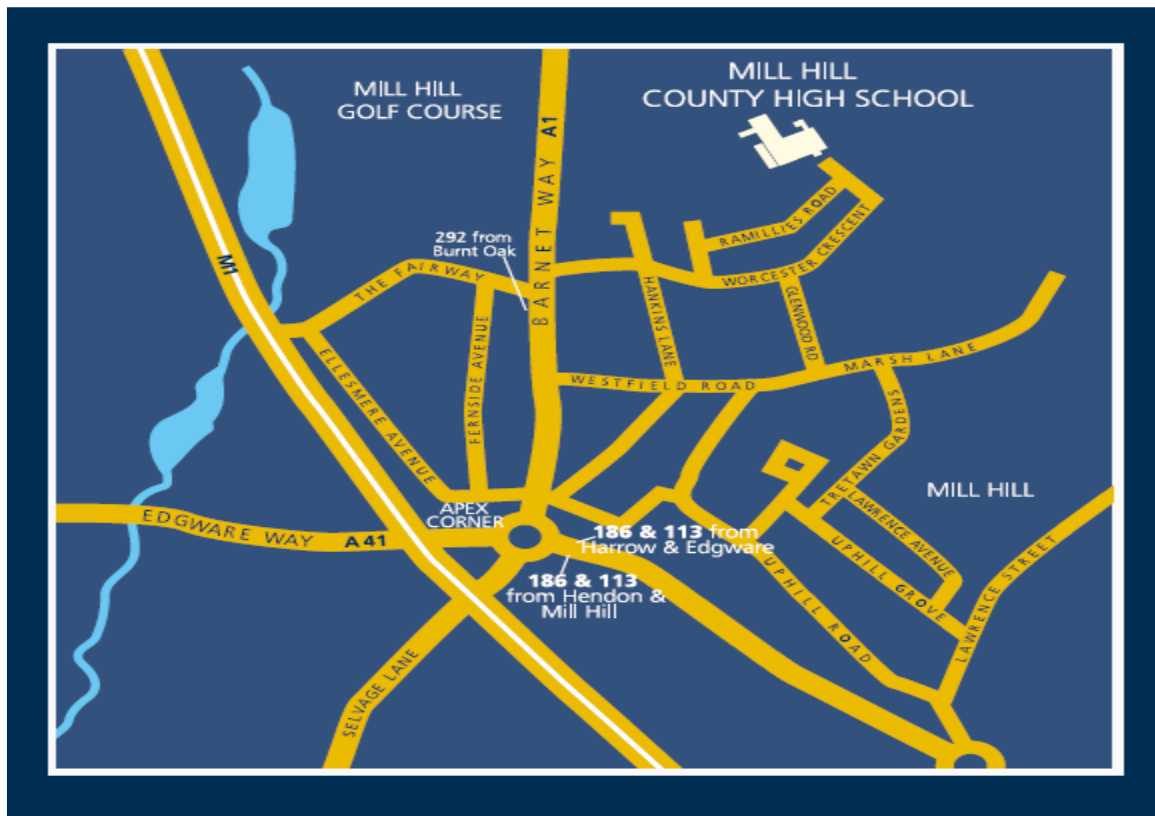 MILL HILL
GOLF COURSE
MILL HILL
COUNTY HIGH SCHOOL
BARNET WAY A1
M1
292 from
Burnt Oak
THE FAIRWAY
RAMILLIES ROAD
WORCESTER CRESCENT
HANKINS LANE
GLENWOOD RD
FERNSIDE AVENUE
ELLESMERE AVENUE
WESTFIELD ROAD
MARSH LANE
TRETAWN GARDENS
LAWRENCE AVENUE
MILL HILL
APEX
CORNER
EDGWARE WAY A41
186 & 113 from
Harrow & Edgware
186 & 113
from Hendon &
Mill Hill
UPHILL GROVE
UPHILL ROAD
LAWRENCE STREET
SELVAGE LANE